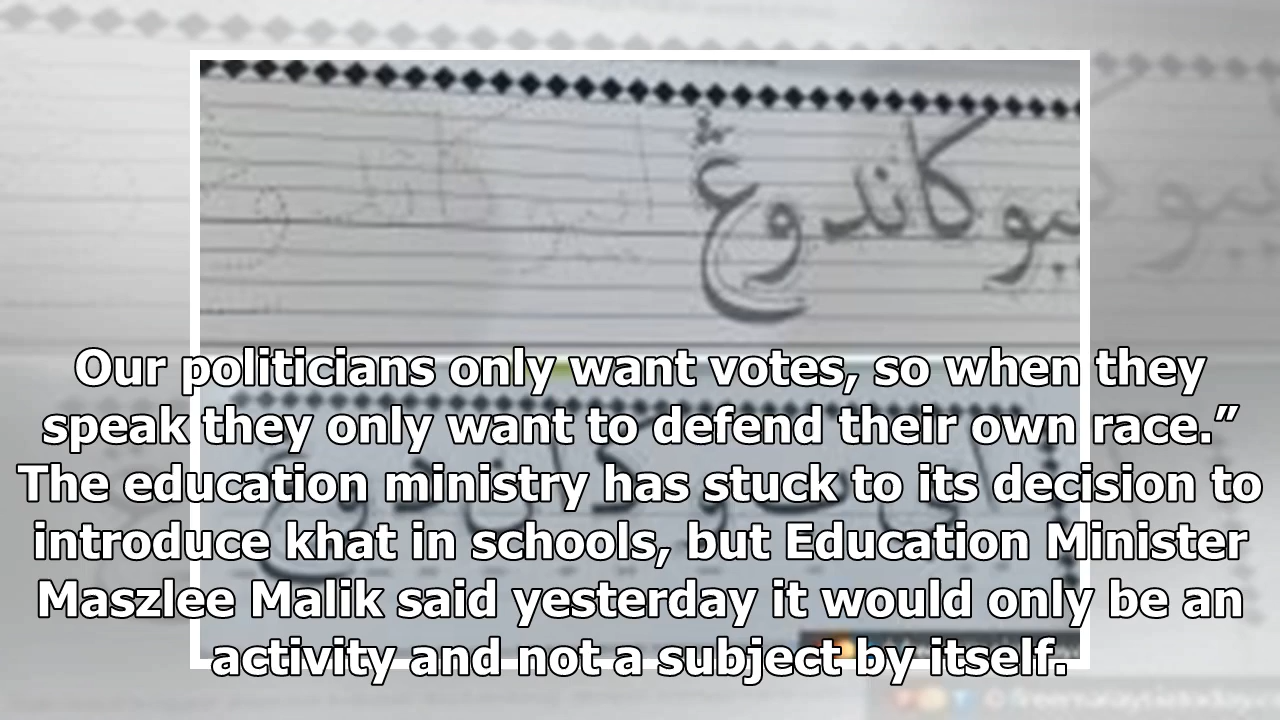 Our politicians only want votes, so when they
speak they only want to defend their own race.”
The education ministry has stuck to its decision to
introduce khat in schools, but Education Minister
Maszlee Malik said yesterday it would only be an
activity and not a subject by itself.